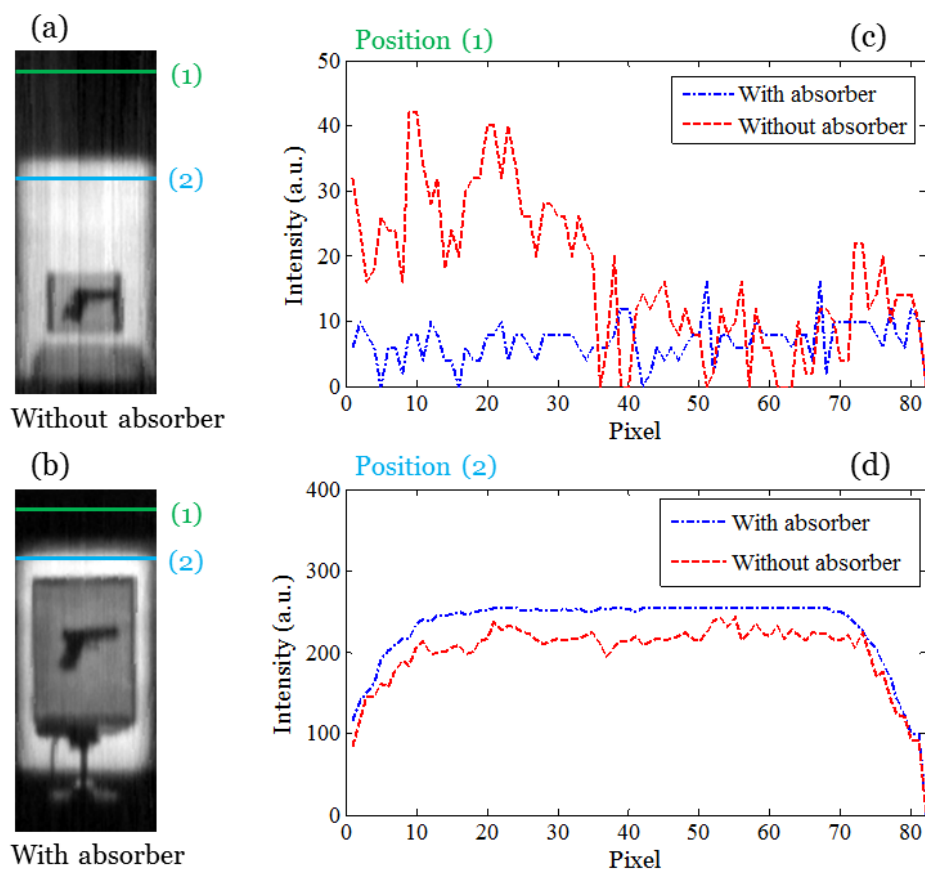 (a)
(1)
(2)
Without absorber
Position (1)
(c)
50
40
30
20
10
0
Intensity (a.u.)
With absorber
Without absorber
0 10 20 30 40 50 60 70 80
Pixel
(b)
(1)
(2)
With absorber
Position (2)
(d)
400
300
200
100
0
Intensity (a.u.)
With absorber
Without absorber
0 10 20 30 40 50 60 70 80
Pixel